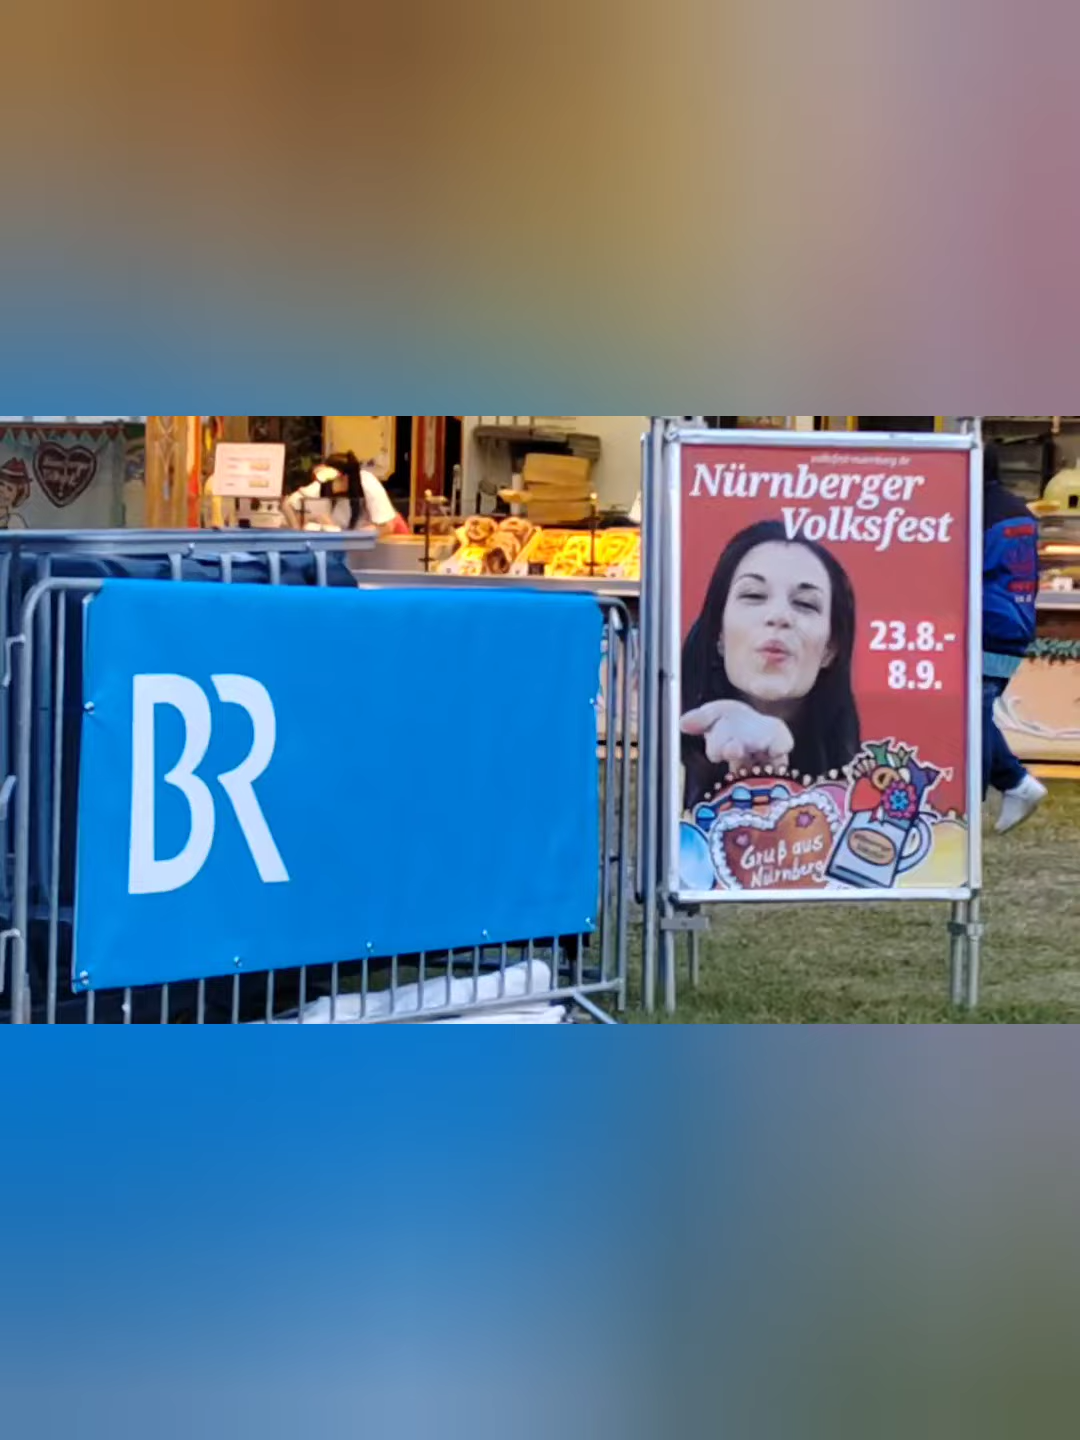 BR
volksfest-nuernberg.de
Nürnberger
Volksfest
23.8.-
8.9.
Gruß aus
Nürnberg